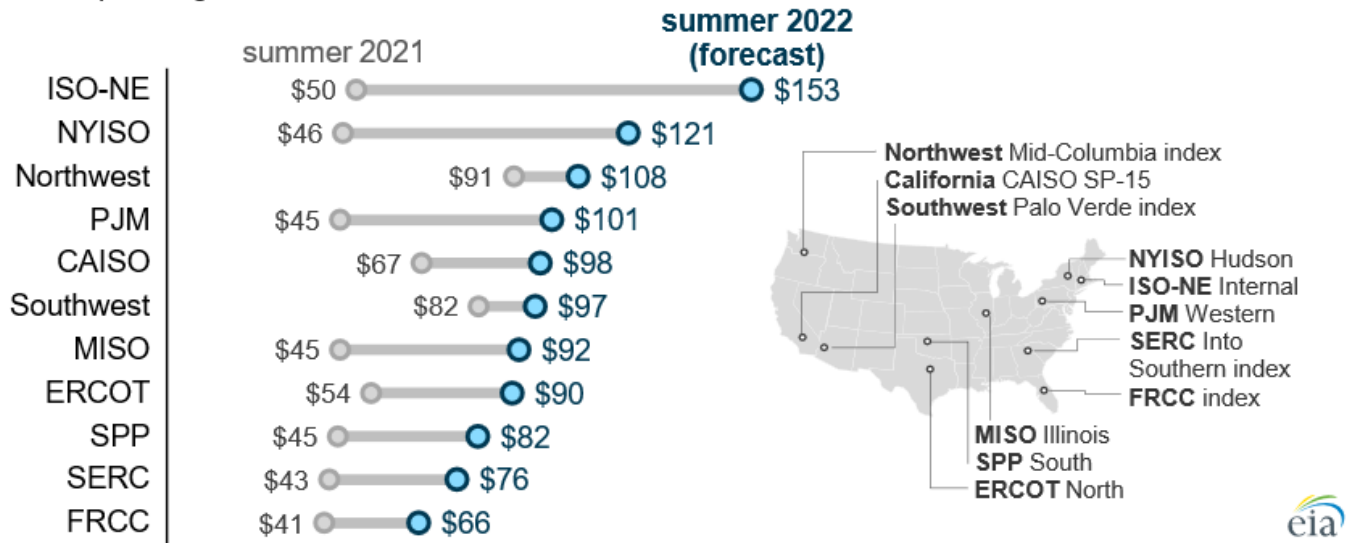 summer 2021
summer 2022
(forecast)
ISO-NE $50 $153
NYISO $46 $121
Northwest $91 $108
PJM $45 $101
CAISO $67 $98
Southwest $82 $97
MISO $45 $92
ERCOT $54 $90
SPP $45 $82
SERC $43 $76
FRCC $41 $66
Northwest Mid-Columbia index
California CAISO SP-15
Southwest Palo Verde index
NYISO Hudson
ISO-NE Internal
PJM Western
SERC Into
Southern index
FRCC index
MISO Illinois
SPP South
ERCOT North
eia